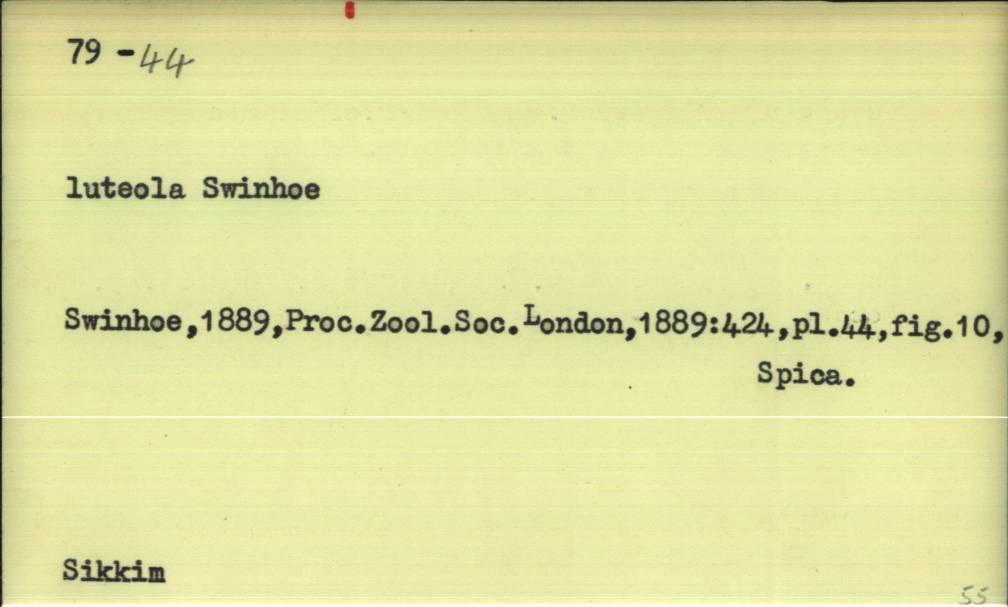 79 -44
luteola Swinhoe
Swinhoe,1889,Proc.Zool.Soc.London,1889:424,pl.44,fig.10,
Spica.
Sikkim
55